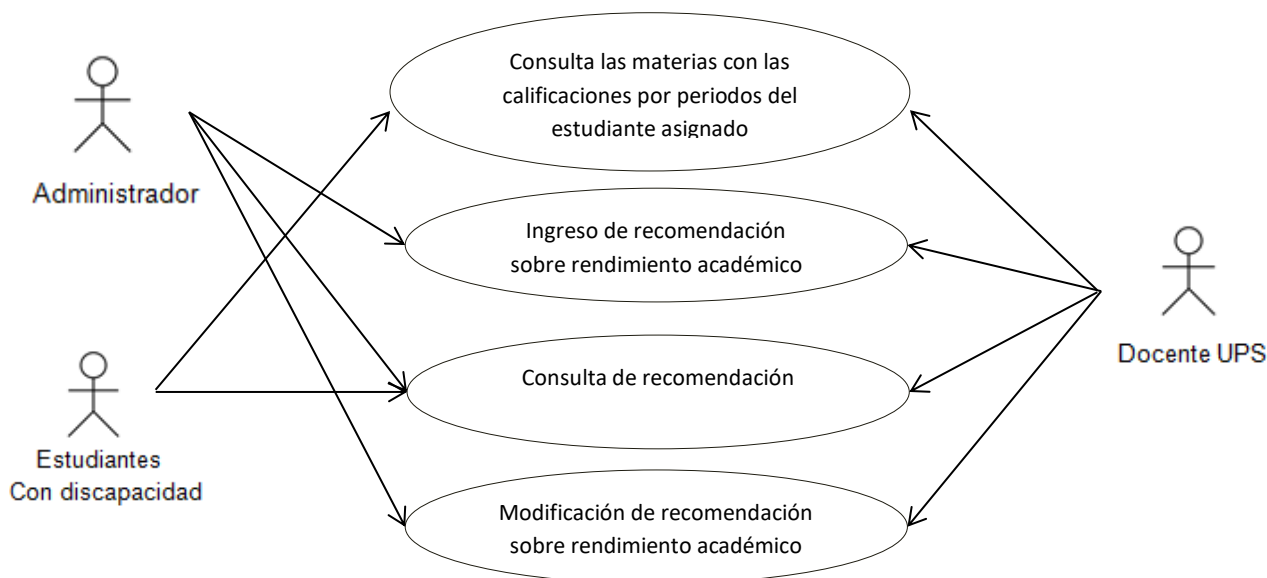 Consulta las materias con las
calificaciones por periodos del
estudiante asignado
Administrador
Ingreso de recomendación
sobre rendimiento académico
Docente UPS
Consulta de recomendación
Estudiantes
Con discapacidad
Modificación de recomendación
sobre rendimiento académico